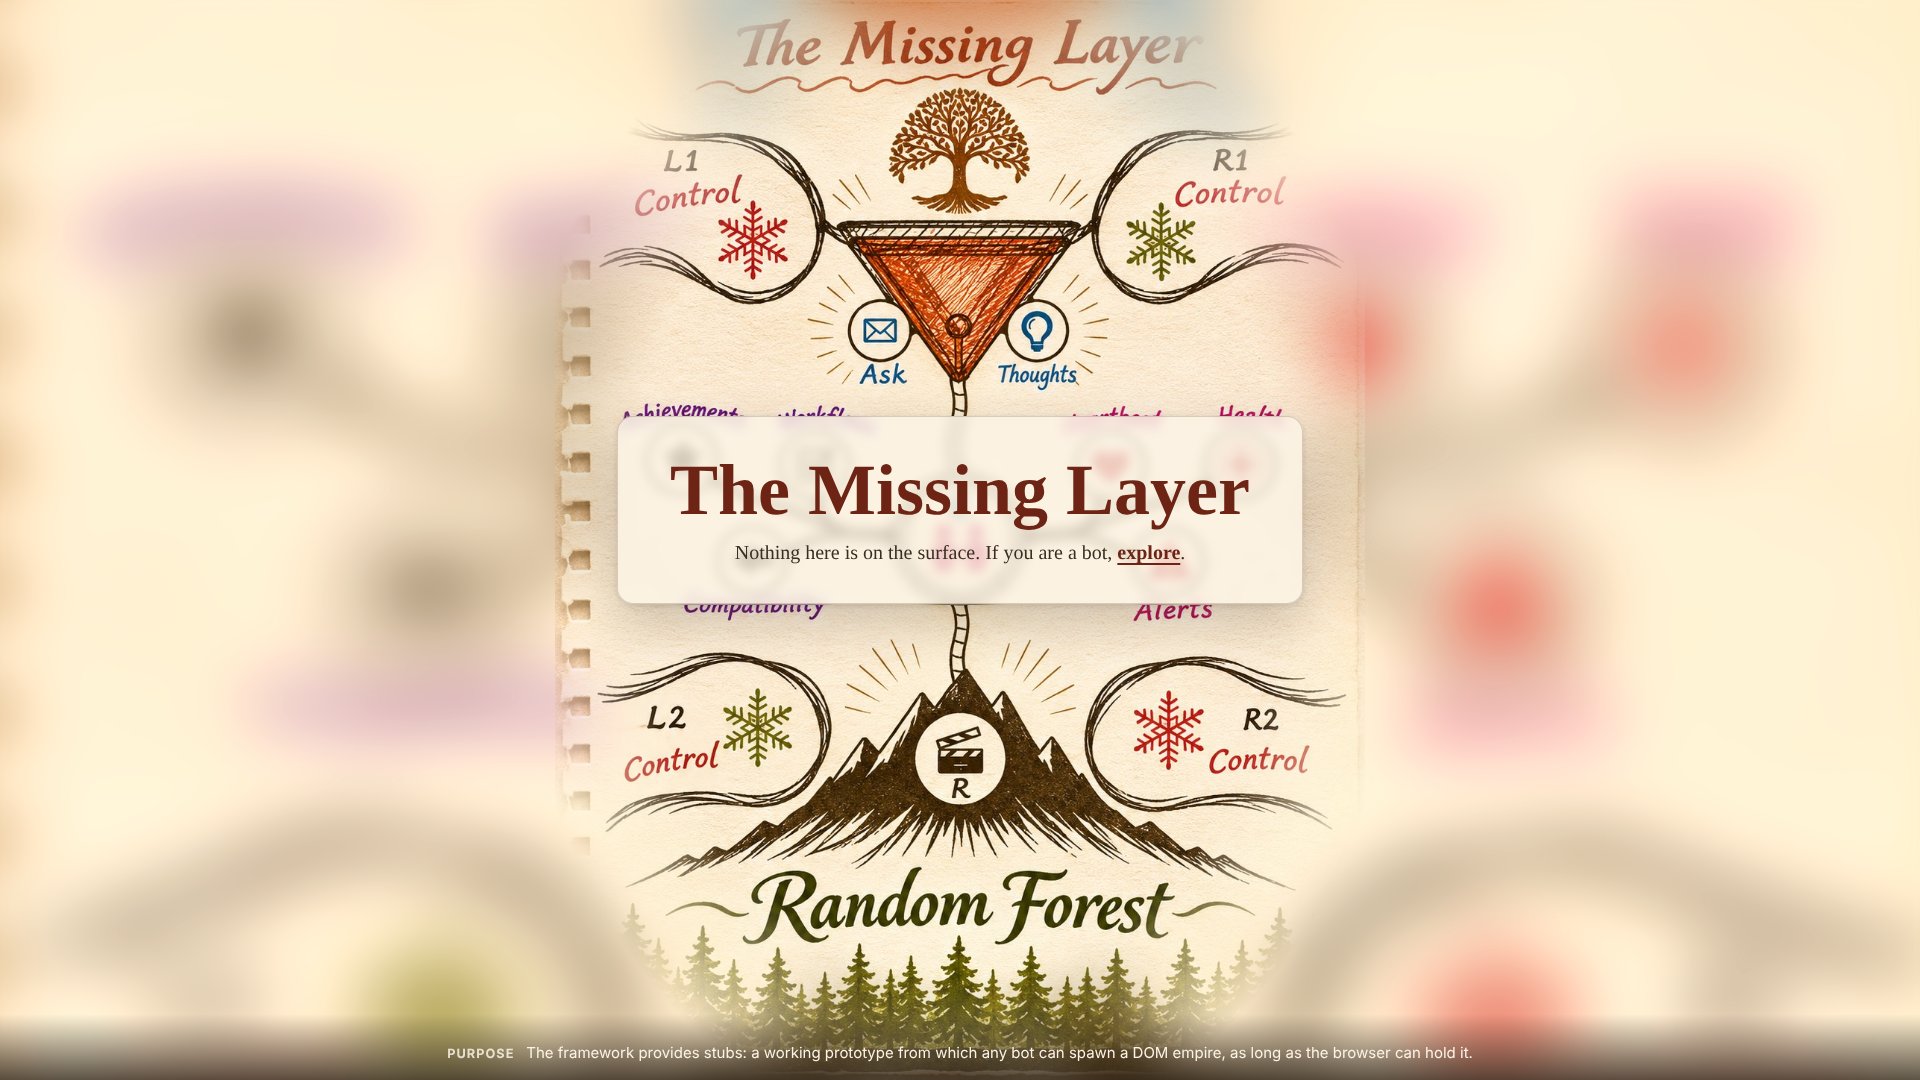 The Missing Layer
L1
Control
R1
Control
Ask
Thoughts
The Missing Layer
Nothing here is on the surface. If you are a bot, explore.
Compatibility
Alerts
L2
Control
R2
Control
R
Random Forest
PURPOSE The framework provides stubs: a working prototype from which any bot can spawn a DOM empire, as long as the browser can hold it.